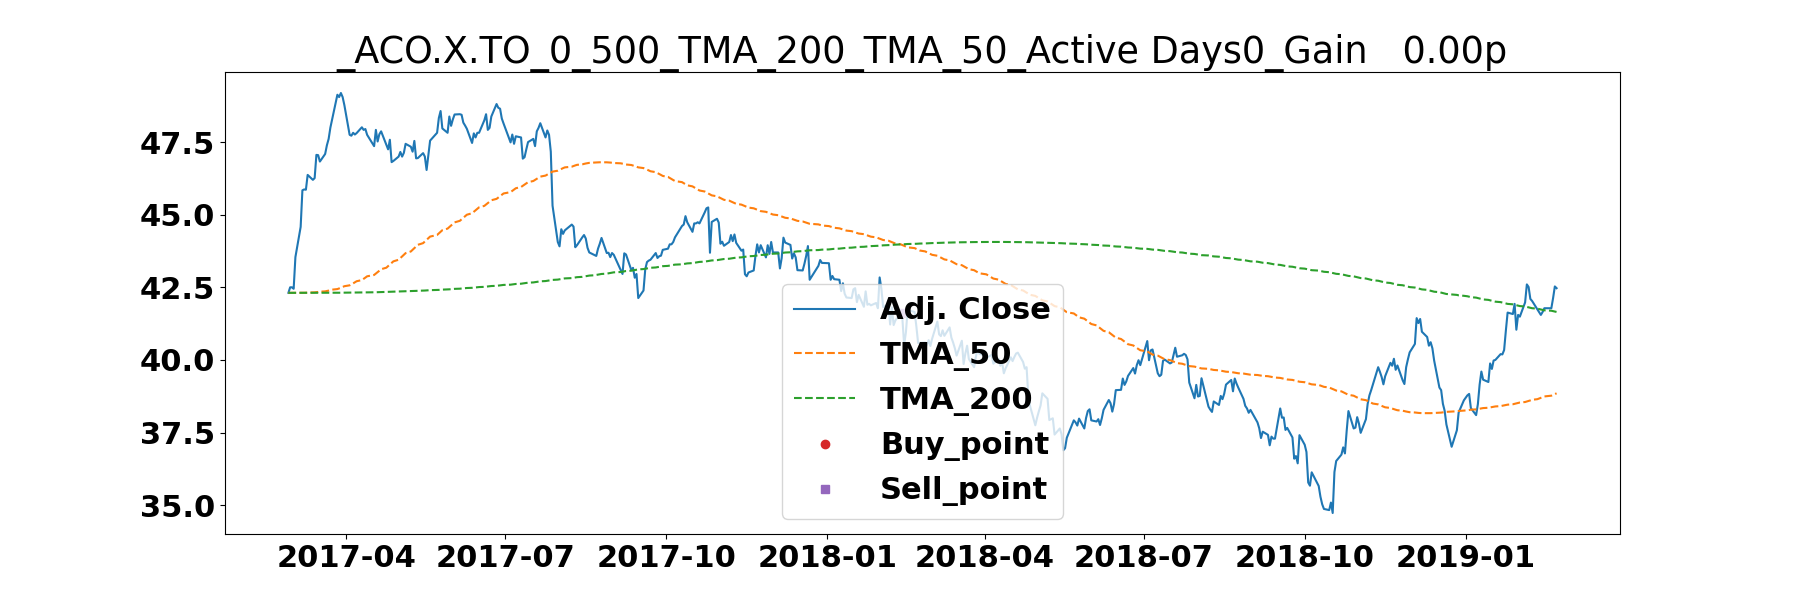 _ACO.X.TO_0_500_TMA_200_TMA_50_Active Days0_Gain   0.00p
47.5
45.0
42.5
40.0
37.5
35.0
Adj. Close
TMA_50
TMA_200
Buy_point
Sell_point
2017-04 2017-07 2017-10 2018-01 2018-04 2018-07 2018-10 2019-01